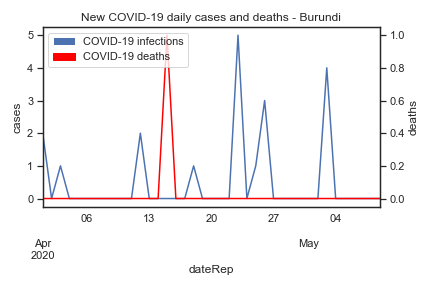 New COVID-19 daily cases and deaths - Burundi
COVID-19 infections
COVID-19 deaths
cases
5
4
3
2
1
0
deaths
1.0
0.8
0.6
0.4
0.2
0.0
06 13 20 27 04
Apr May
2020
dateRep